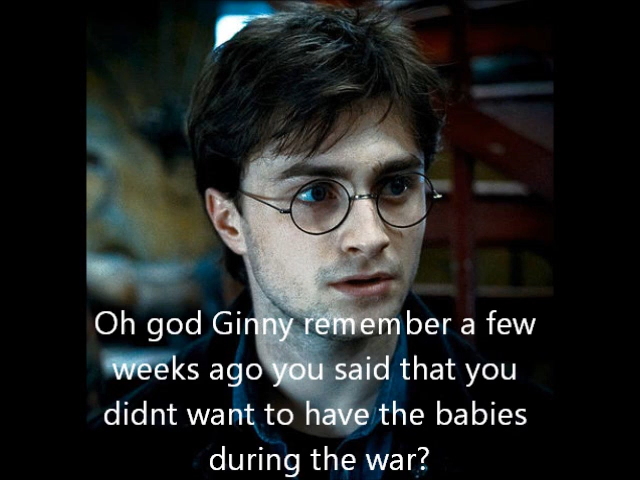 Oh god Ginny remember a few
weeks ago you said that you
didnt want to have the babies
during the war?